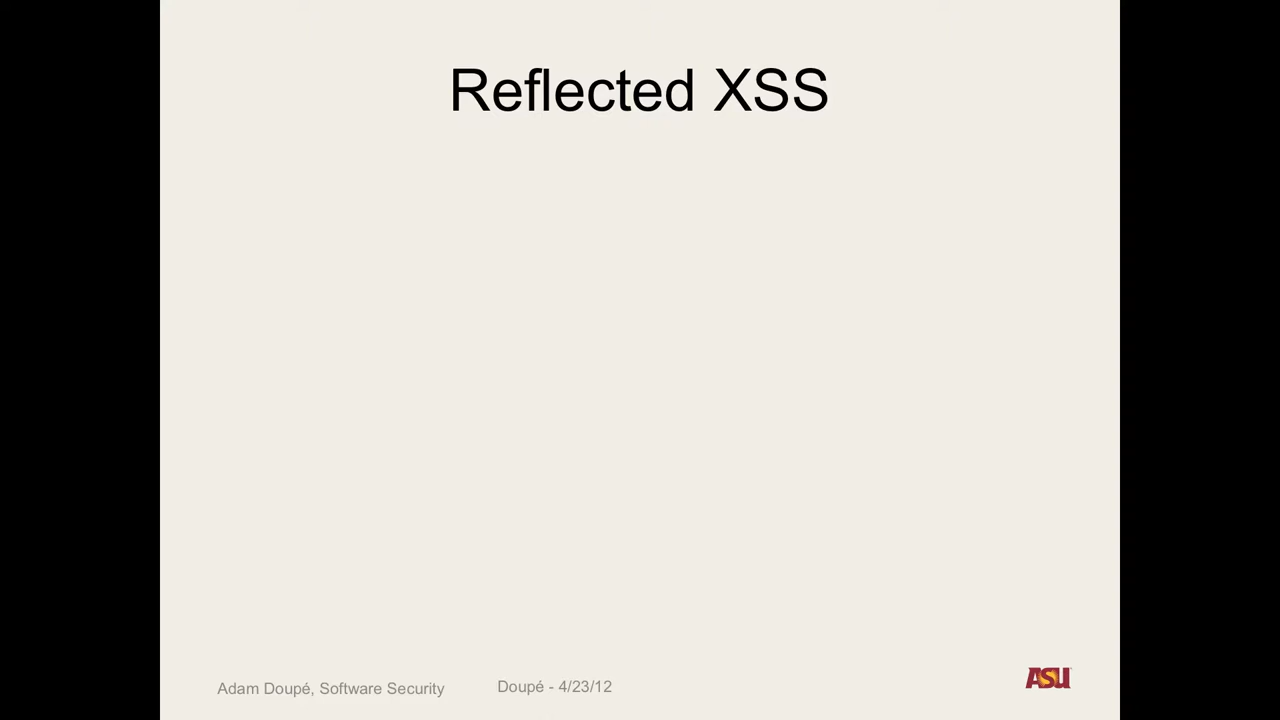 Reflected XSS
Adam Doupé, Software Security
Doupé - 4/23/12
ASU